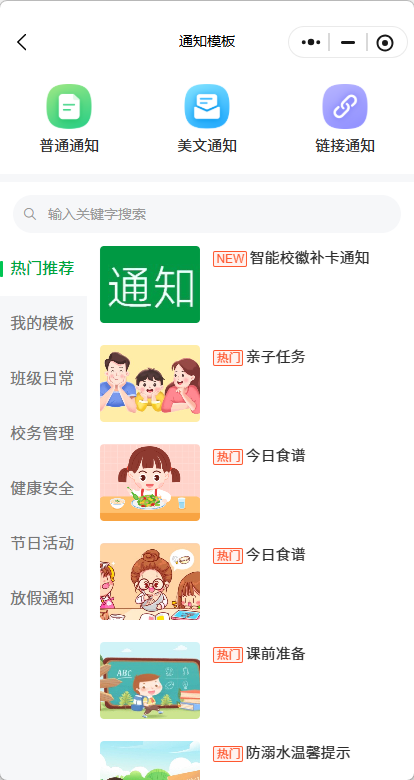 通知模板
普通通知
美文通知
链接通知
输入关键字搜索
热门推荐
我的模板
班级日常
校务管理
健康安全
节日活动
放假通知
通知
NEW 智能校徽补卡通知
热门 亲子任务
热门 今日食谱
热门 今日食谱
ABC
热门 课前准备
热门 防溺水温馨提示